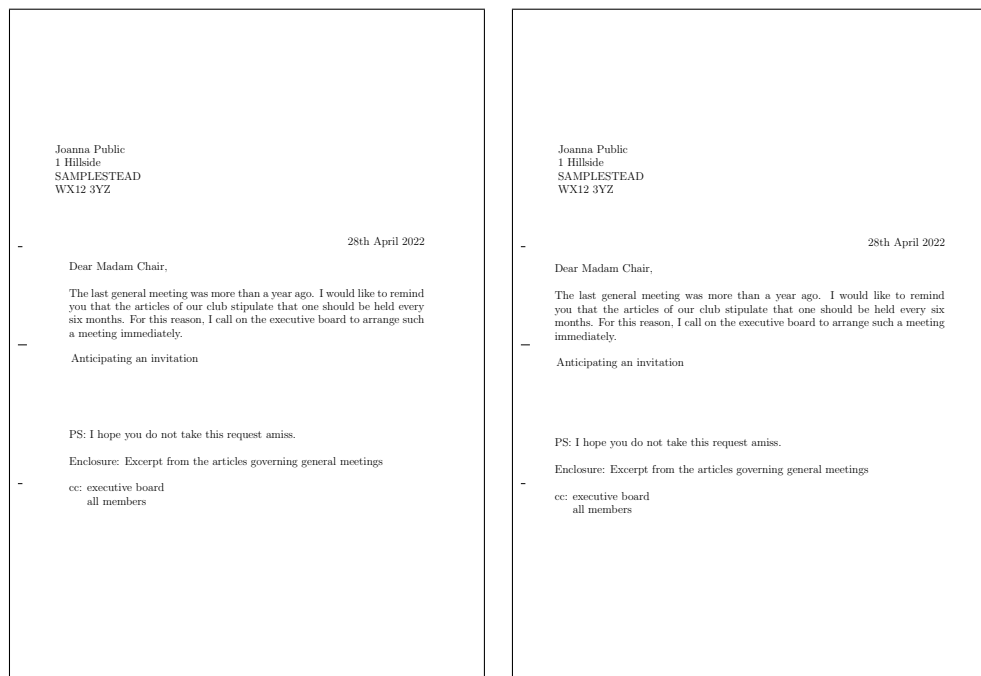 Joanna Public
1 Hillside
SAMPLESTEAD
WX12 3YZ
28th April 2022
Dear Madam Chair,
The last general meeting was more than a year ago. I would like to remind
you that the articles of our club stipulate that one should be held every
six months. For this reason, I call on the executive board to arrange such
a meeting immediately.
Anticipating an invitation
PS: I hope you do not take this request amiss.
Enclosure: Excerpt from the articles governing general meetings
cc: executive board
all members
Joanna Public
1 Hillside
SAMPLESTEAD
WX12 3YZ
28th April 2022
Dear Madam Chair,
The last general meeting was more than a year ago. I would like to remind
you that the articles of our club stipulate that one should be held every six
months. For this reason, I call on the executive board to arrange such a meeting
immediately.
Anticipating an invitation
PS: I hope you do not take this request amiss.
Enclosure: Excerpt from the articles governing general meetings
cc: executive board
all members